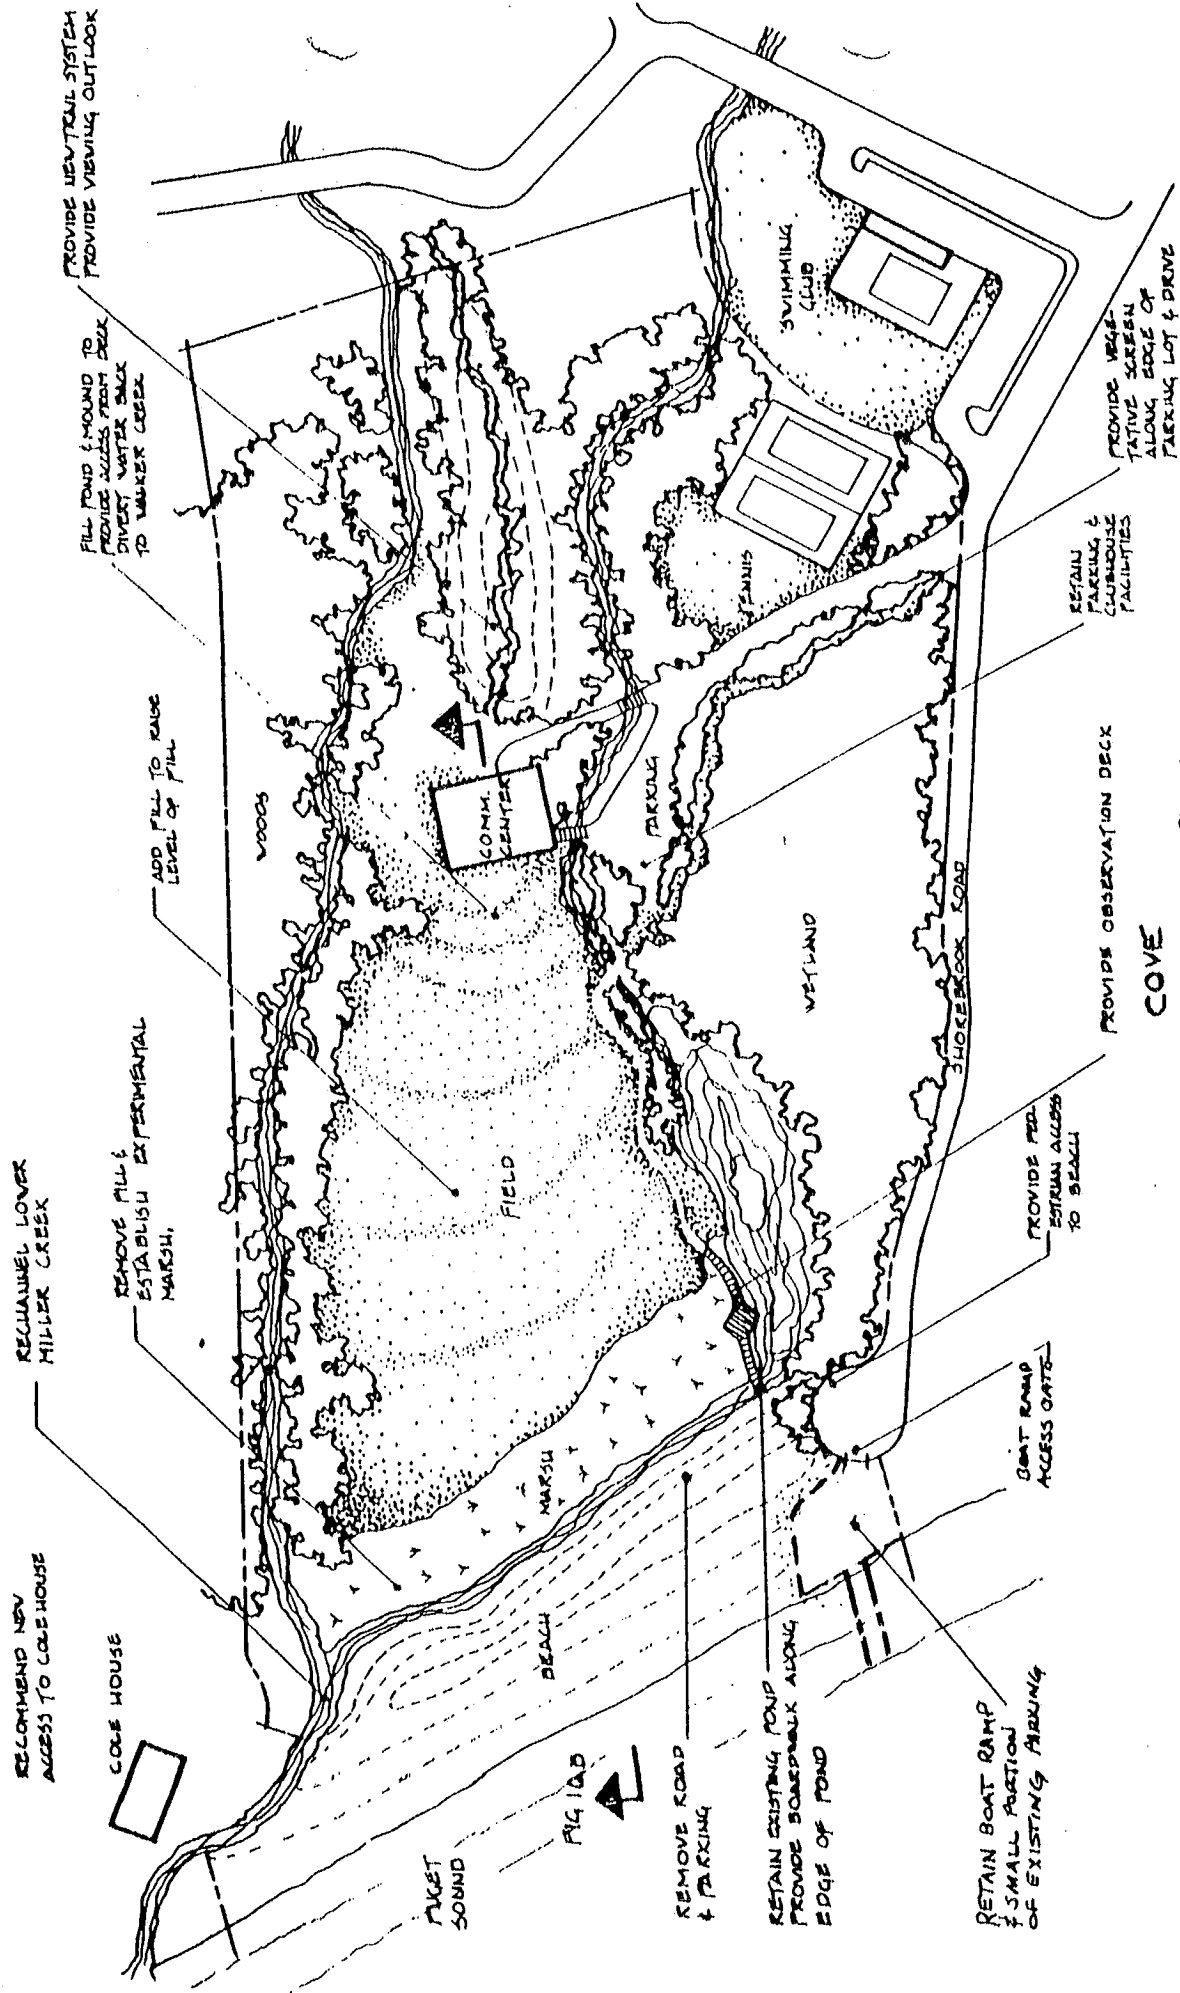 RECOMMEND NEW
ACCESS TO COLE HOUSE
COLE HOUSE
RECHANNEL LOWER
MILLER CREEK
REMOVE FILL &
ESTABLISH EXPERIMENTAL
MARSH.
ADD FILL TO RAISE
LEVEL OF FILL
FILL POND & MOUND TO
PROVIDE ACCESS FROM DECK
DIVERT WATER BACK
TO WALKER CREEK
PROVIDE NEW TRAIL SYSTEM
PROVIDE VIEWING OUTLOOK
WOODS
PUGET
SOUND
BEACH
MARSH
FIELD
COMM.
CENTER
PARKING
TENNIS
SWIMMING
CLUB
WETLAND
SHOREBROOK ROAD
REMOVE ROAD
& PARKING
RETAIN EXISTING POND
PROVIDE BOARDWALK ALONG
EDGE OF POND
RETAIN BOAT RAMP
& SMALL PORTION
OF EXISTING PARKING
BOAT RAMP
ACCESS GATE
PROVIDE PED-
ESTRIAN ACCESS
TO BEACH
PROVIDE OBSERVATION DECK
RETAIN
PARKING &
CLUBHOUSE
FACILITIES
PROVIDE VEGE-
TATIVE SCREEN
ALONG EDGE OF
PARKING LOT & DRIVE
COVE